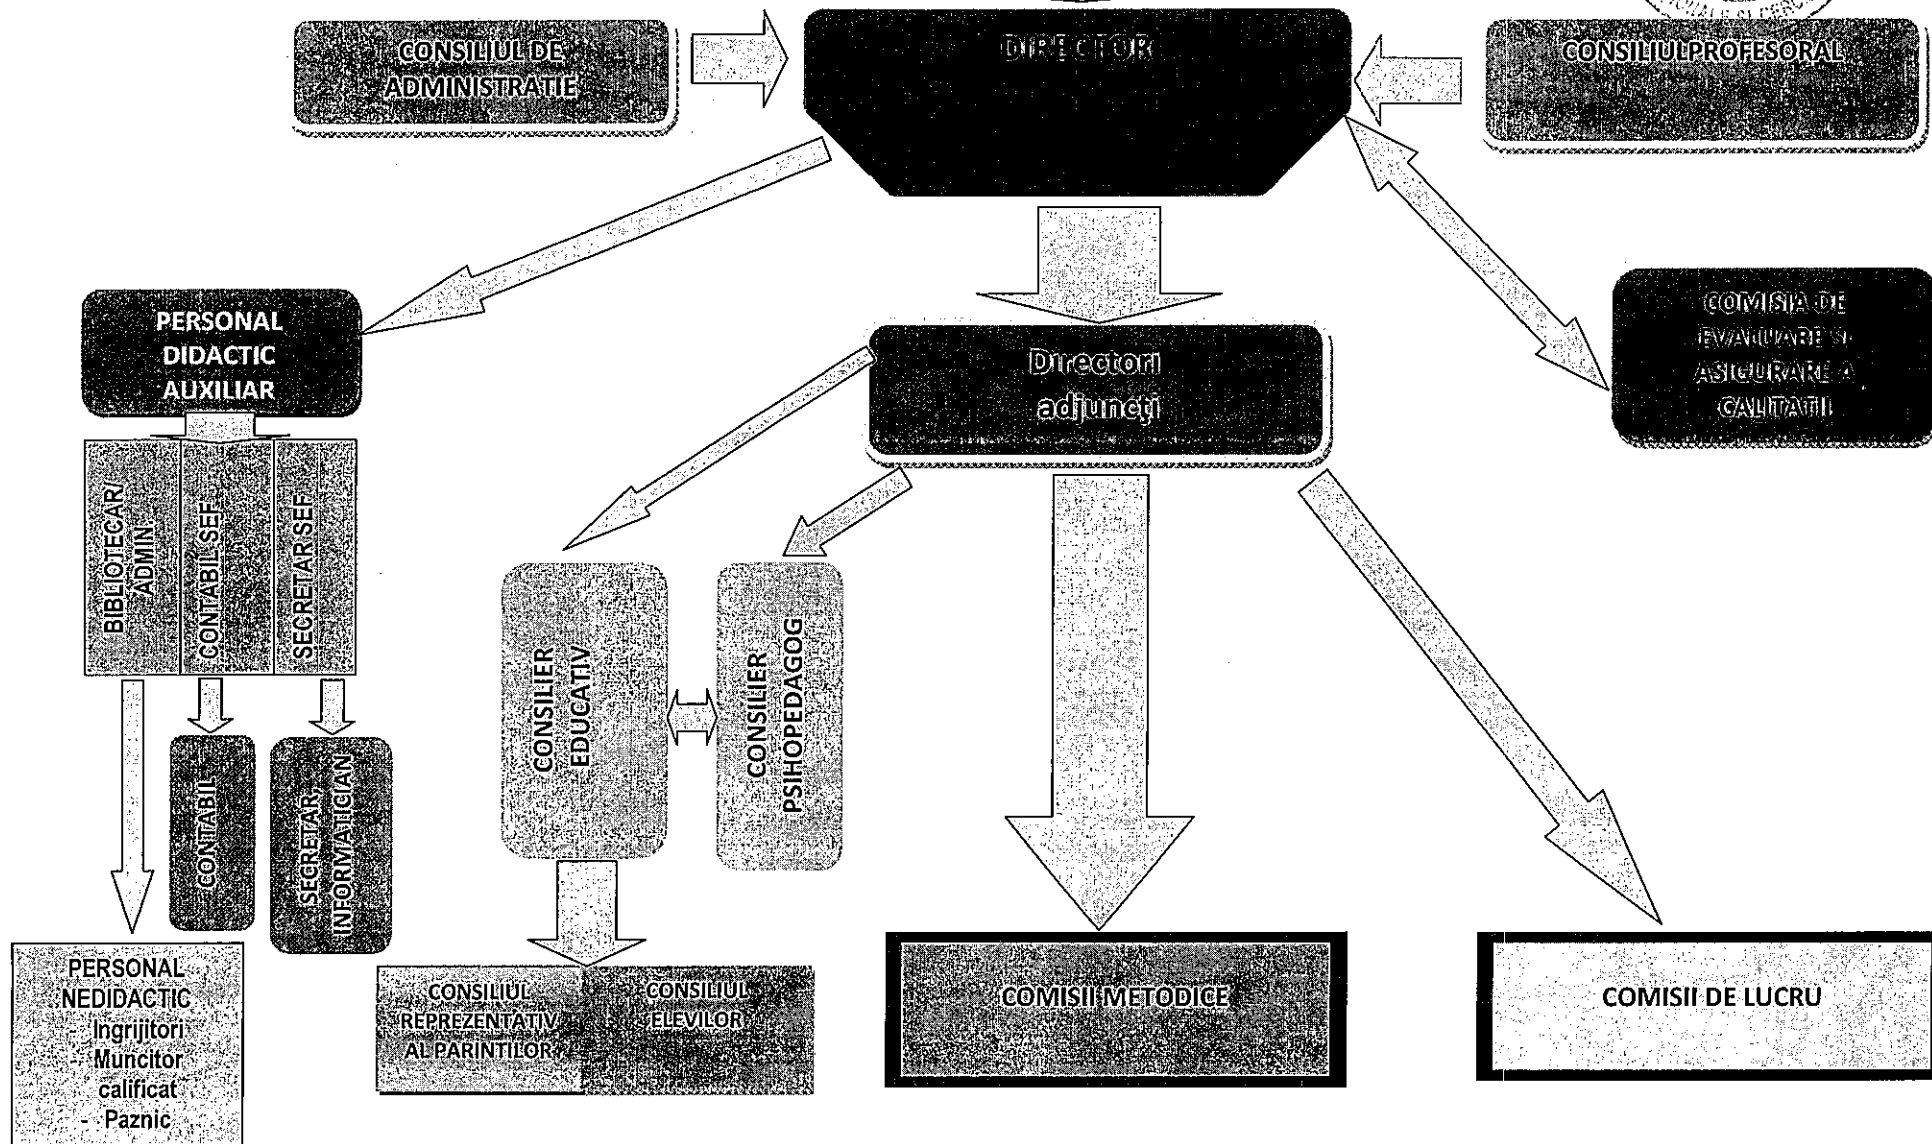 CONSILIUL DE
ADMINISTRATIE
DIRECTOR
CONSILIUL PROFESORAL
PERSONAL
DIDACTIC
AUXILIAR
Directori
adjuncți
COMISIA DE
EVALUARE SI
ASIGURARE A
CALITATII
BIBLIOTECAR/
ADMIN
CONTABIL SEF
SECRETAR SEF
CONSILIER
EDUCATIV
CONSILIER
PSIHOPEDAGOG
CONTABIL
SECRETAR,
INFORMATICIAN
PERSONAL
NEDIDACTIC
- Ingrijitori
- Muncitor
calificat
- Paznic
CONSILIUL
REPREZENTATIV
AL PARINTILOR
CONSILIUL
ELEVILOR
COMISII METODICE
COMISII DE LUCRU